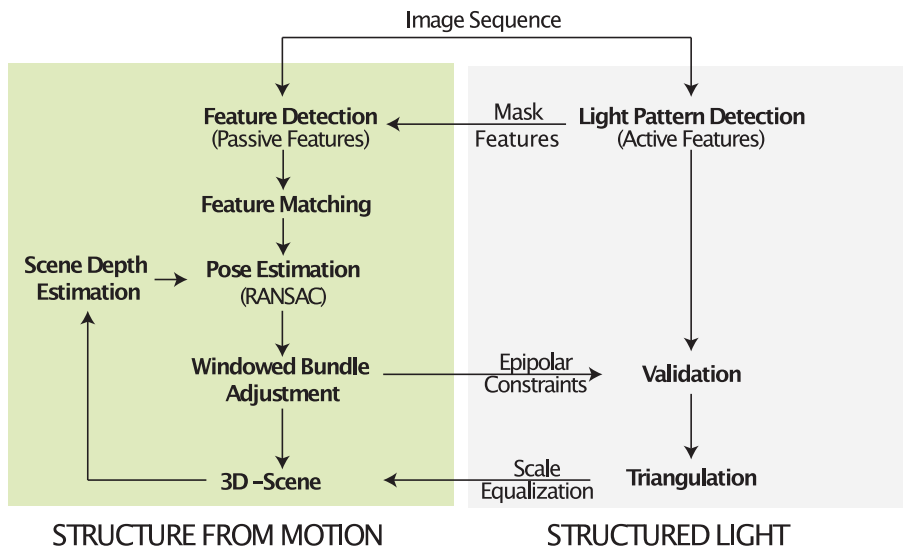 Image Sequence
Feature Detection
(Passive Features)
Mask
Features
Light Pattern Detection
(Active Features)
Feature Matching
Scene Depth
Estimation
Pose Estimation
(RANSAC)
Windowed Bundle
Adjustment
Epipolar
Constraints
Validation
3D –Scene
Scale
Equalization
Triangulation
STRUCTURE FROM MOTION
STRUCTURED LIGHT